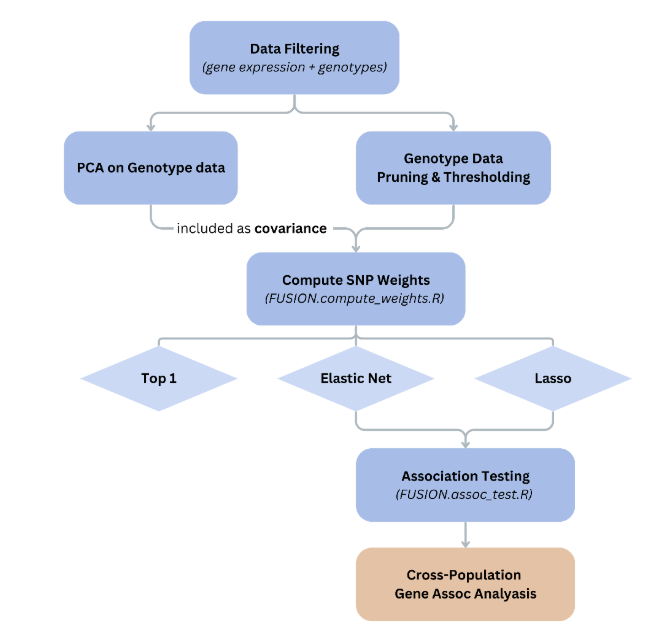 Data Filtering
(gene expression + genotypes)
PCA on Genotype data
Genotype Data
Pruning & Thresholding
included as covariance
Compute SNP Weights
(FUSION.compute_weights.R)
Top 1
Elastic Net
Lasso
Association Testing
(FUSION.assoc_test.R)
Cross-Population
Gene Assoc Analyasis